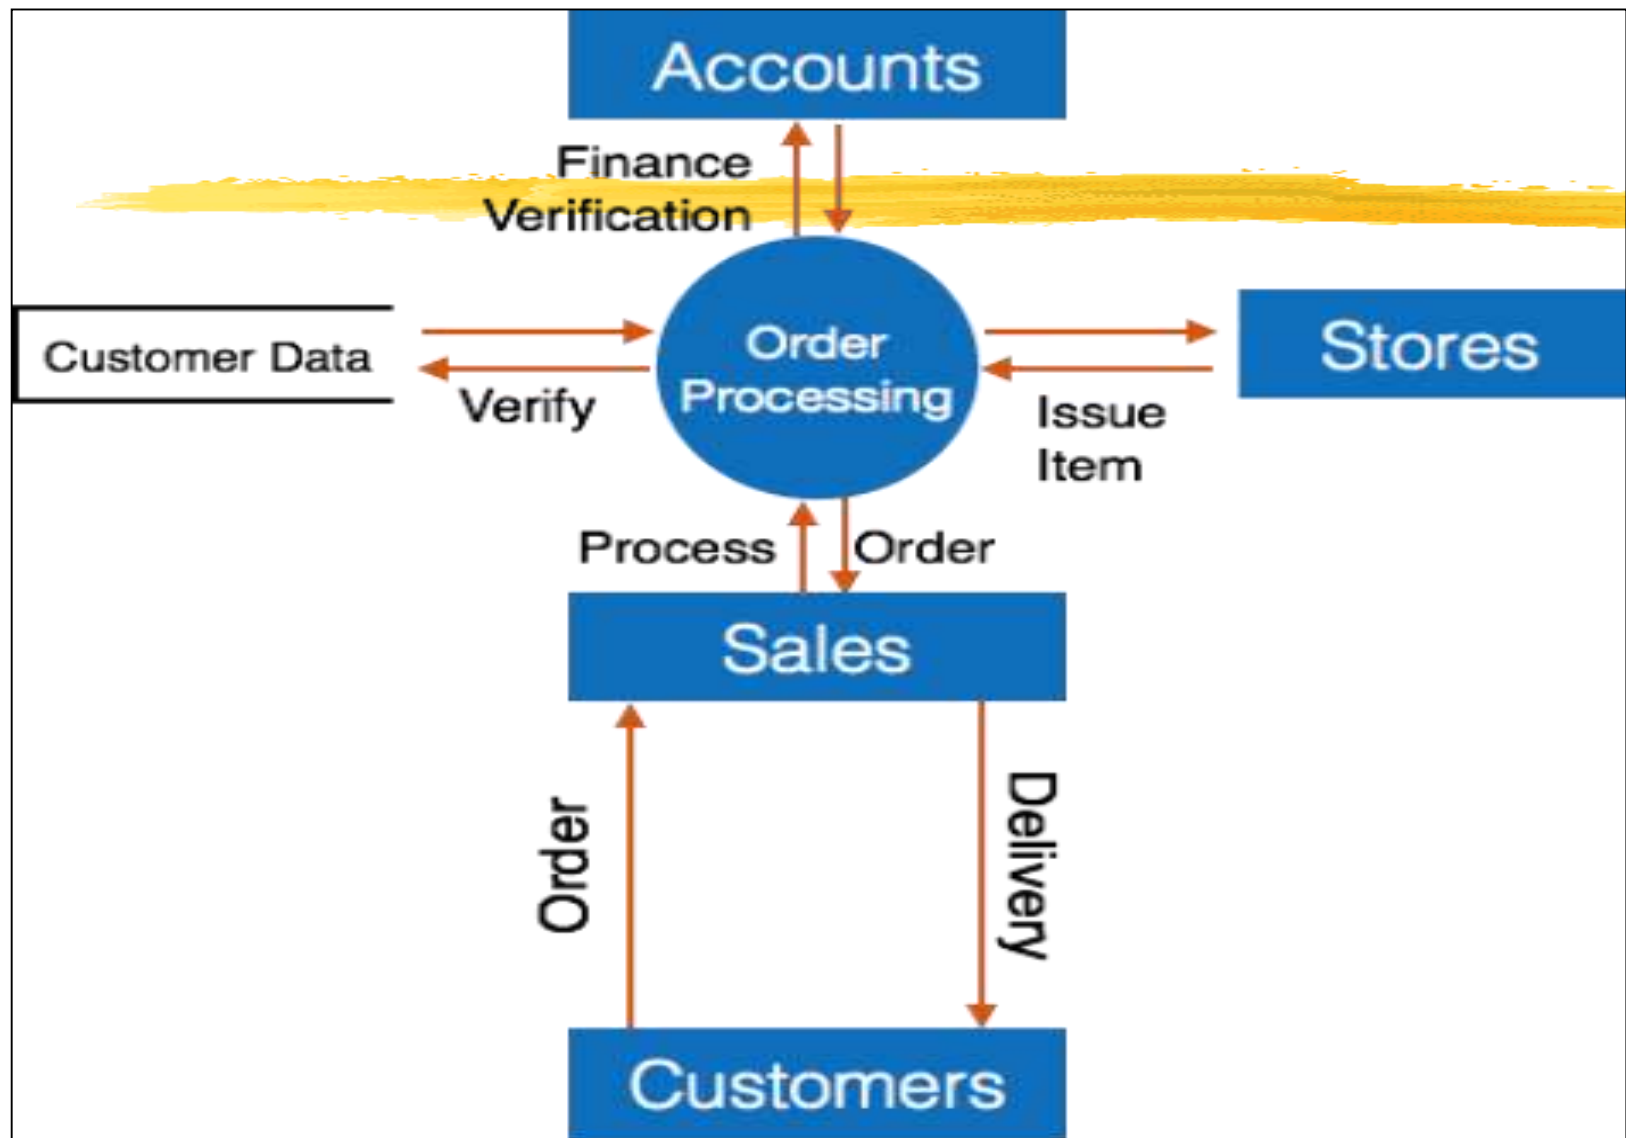 Accounts
Finance
Verification
Customer Data
Verify
Order
Processing
Stores
Issue
Item
Process
Order
Sales
Order
Delivery
Customers